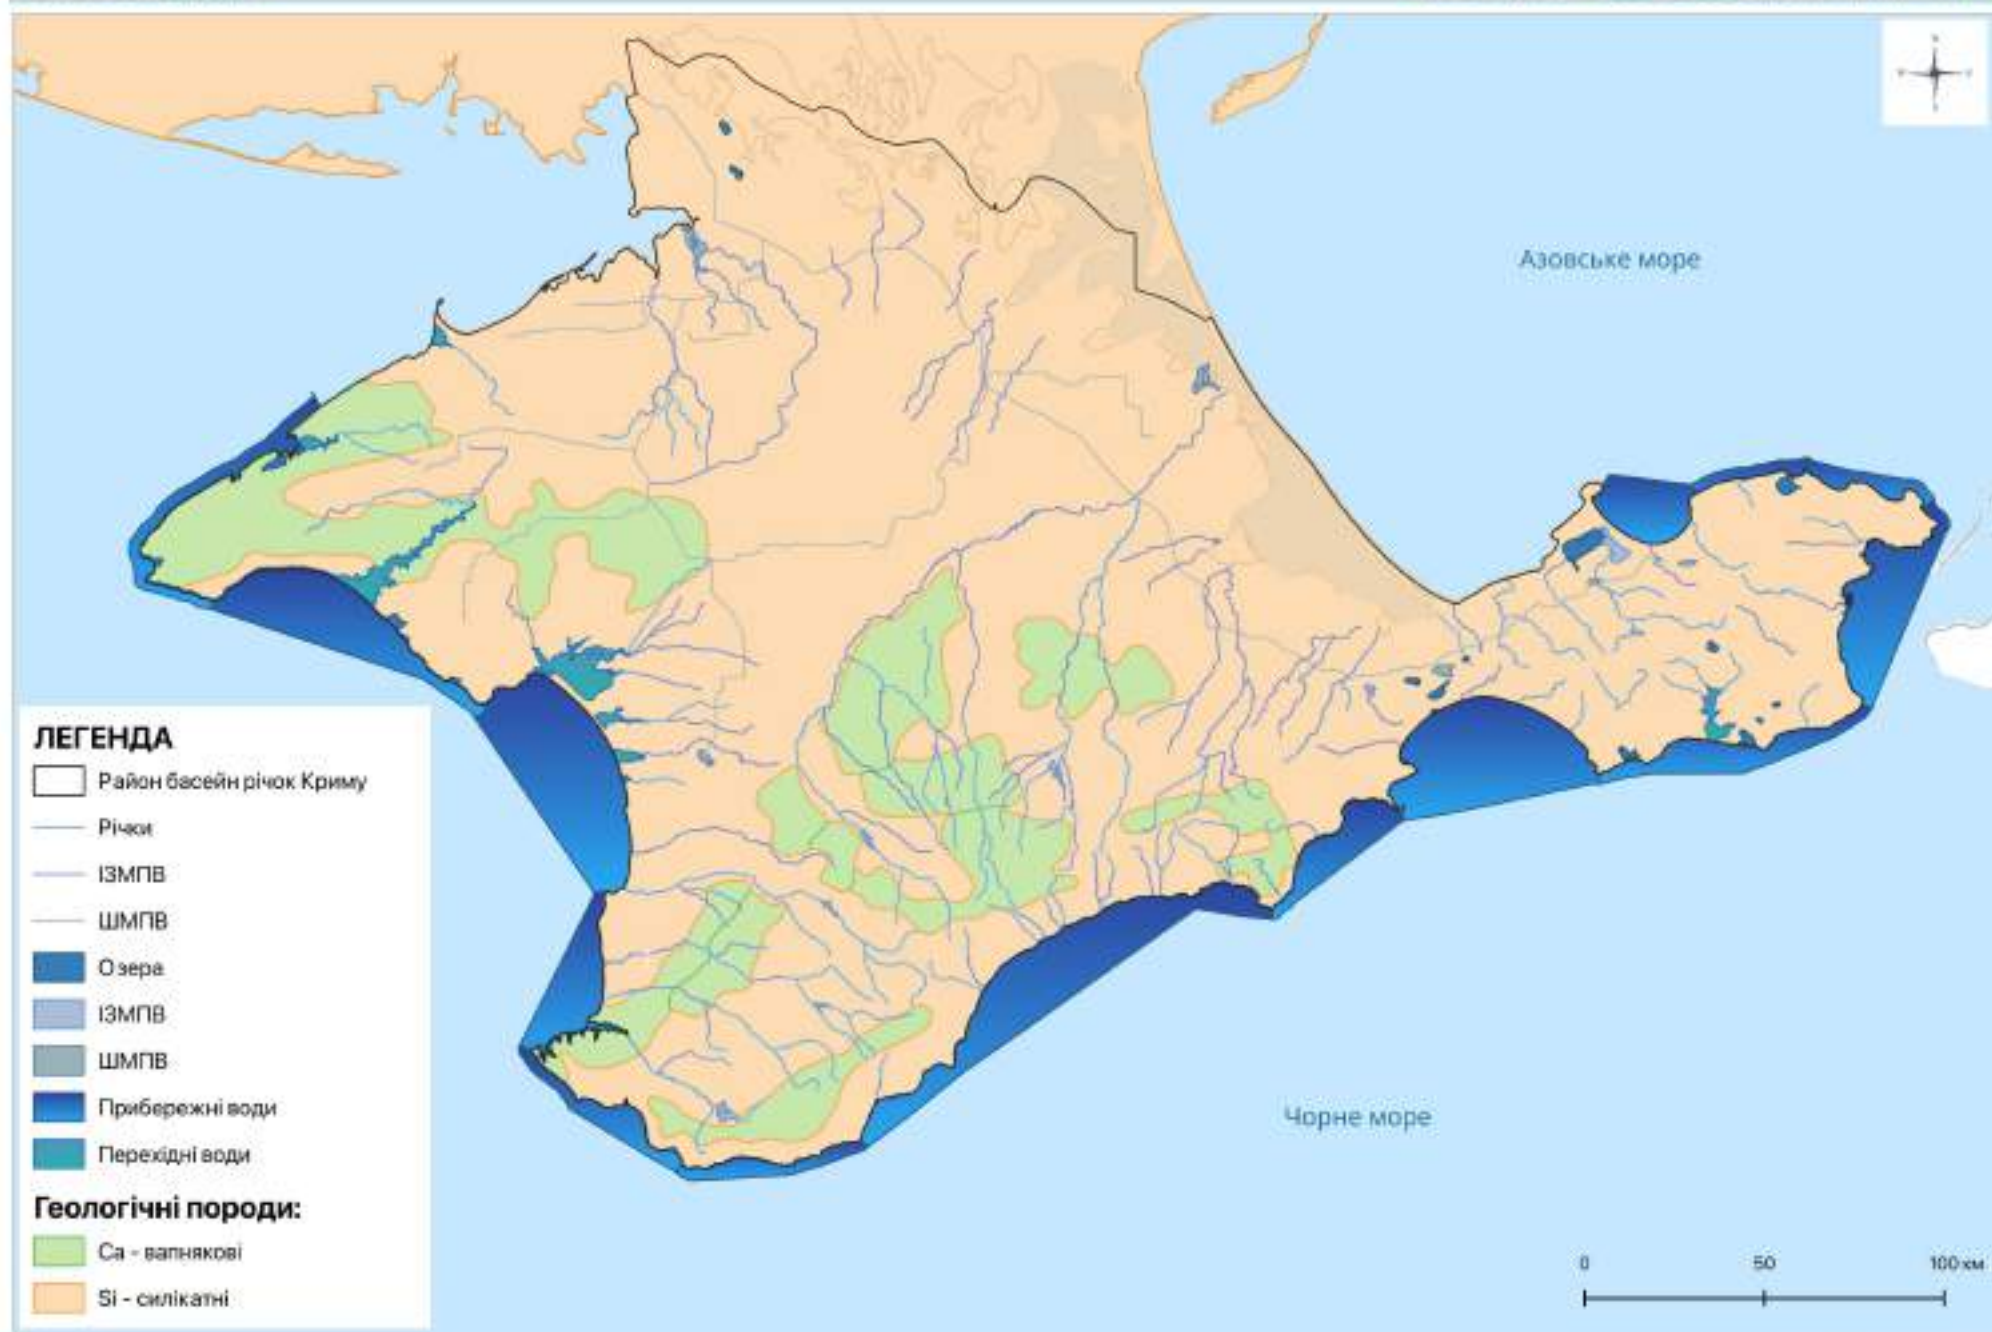 Азовське море
ЛЕГЕНДА
Район басейн річок Криму
Річки
ІЗМПВ
ШМПВ
Озера
ІЗМПВ
ШМПВ
Прибережні води
Перехідні води
Геологічні породи:
Ca - вапнякові
Si - силікатні
Чорне море
0 50 100 км